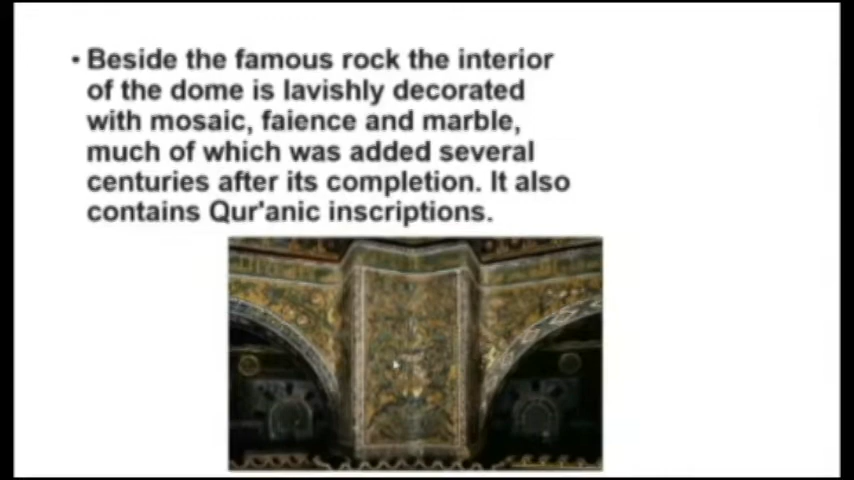 • Beside the famous rock the interior
of the dome is lavishly decorated
with mosaic, faience and marble,
much of which was added several
centuries after its completion. It also
contains Qur'anic inscriptions.